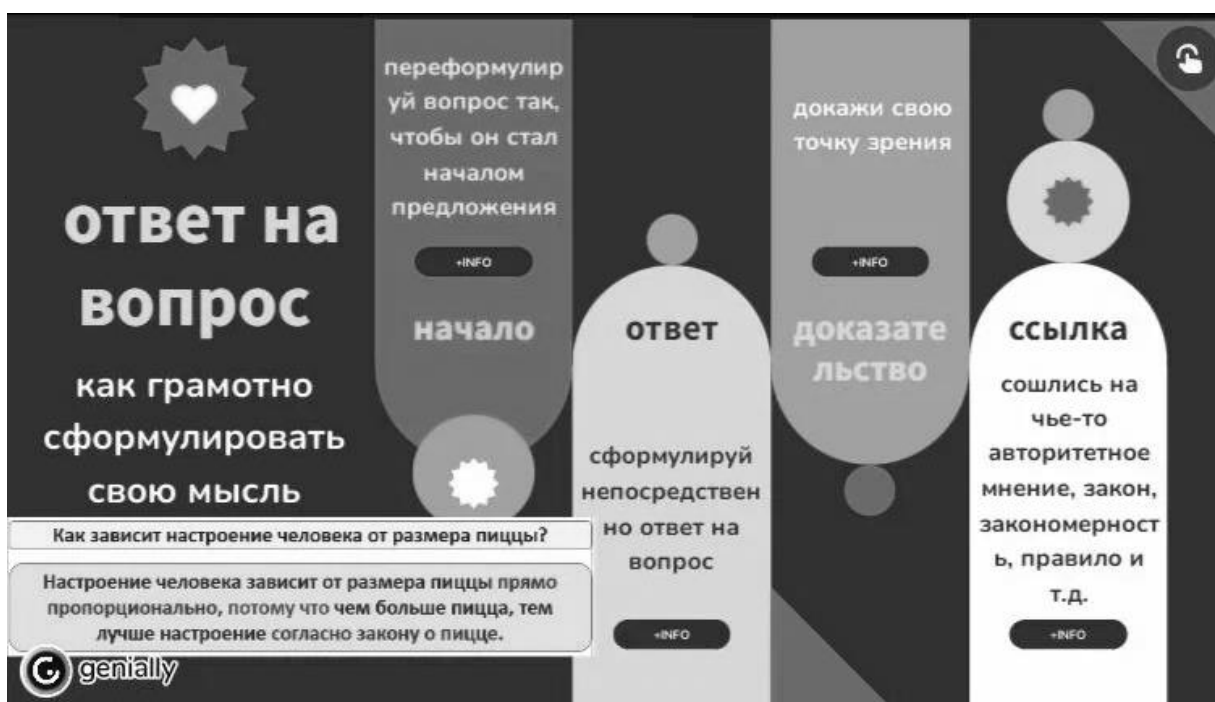 ответ на
вопрос
как грамотно
сформулировать
свою мысль
Как зависит настроение человека от размера пиццы?
Настроение человека зависит от размера пиццы прямо
пропорционально, потому что чем больше пицца, тем
лучше настроение согласно закону о пицце.
genially
переформулир
уй вопрос так,
чтобы он стал
началом
предложения
+INFO
начало
ответ
сформулируй
непосредствен
но ответ на
вопрос
+INFO
докажи свою
точку зрения
+INFO
доказате
льство
ссылка
сошлись на
чье-то
авторитетное
мнение, закон,
закономерност
ь, правило и
т.д.
+INFO